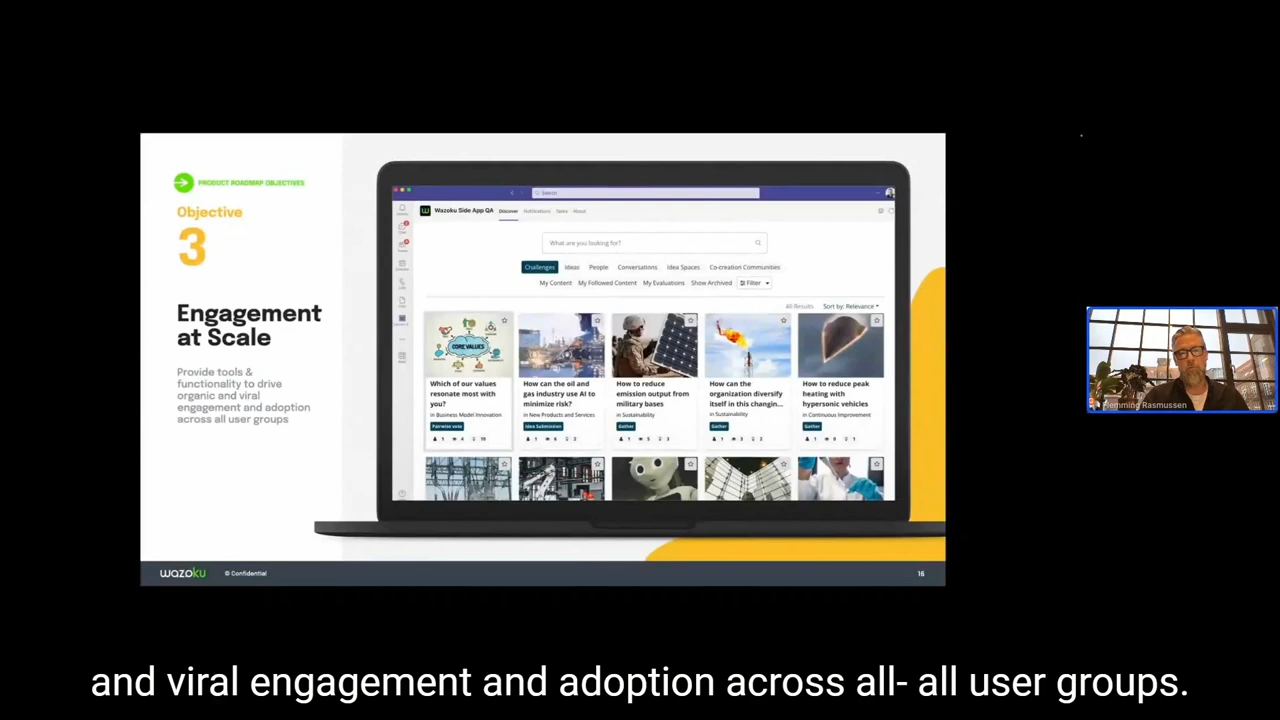 PRODUCT ROADMAP OBJECTIVES
Objective
3
Engagement
at Scale
Provide tools &
functionality to drive
organic and viral
engagement and adoption
across all user groups
Search
Wazoku Side App QA Discover Notifications Tasks About
What are you looking for?
Challenges Ideas People Conversations Idea Spaces Co-creation Communities
My Content My Followed Content My Evaluations Show Archived Filter
All Results Sort by: Relevance
CORE VALUES
Which of our values
resonate most with
you?
in Business Model Innovation
Pairwise vote
How can the oil and
gas industry use AI to
minimize risk?
in New Products and Services
Idea Submission
How to reduce
emission output from
military bases
in Sustainability
Gather
How can the
organization diversify
itself in this changin...
in Sustainability
Gather
How to reduce peak
heating with
hypersonic vehicles
in Continuous Improvement
Gather
wazoku © Confidential 16
Flemming Rasmussen
and viral engagement and adoption across all- all user groups.